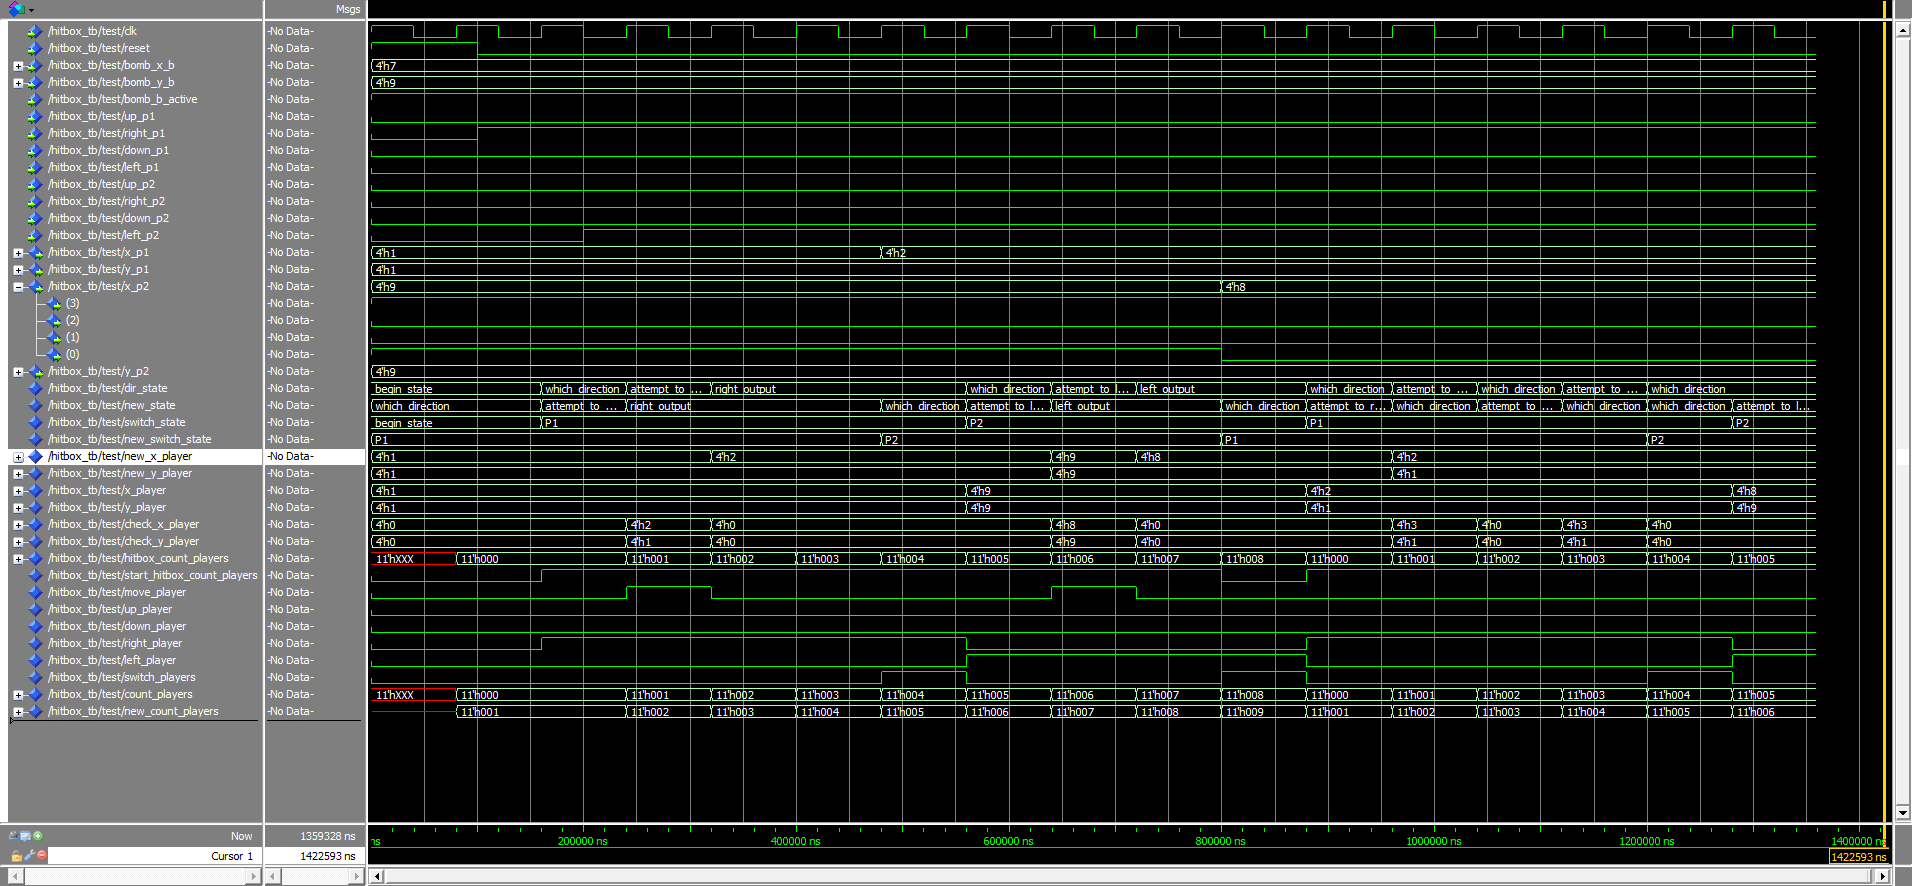 Msgs
/hitbox_tb/test/clk -No Data-
/hitbox_tb/test/reset -No Data-
/hitbox_tb/test/bomb_x_b -No Data- 4'h7
/hitbox_tb/test/bomb_y_b -No Data- 4'h9
/hitbox_tb/test/bomb_b_active -No Data-
/hitbox_tb/test/up_p1 -No Data-
/hitbox_tb/test/right_p1 -No Data-
/hitbox_tb/test/down_p1 -No Data-
/hitbox_tb/test/left_p1 -No Data-
/hitbox_tb/test/up_p2 -No Data-
/hitbox_tb/test/right_p2 -No Data-
/hitbox_tb/test/down_p2 -No Data-
/hitbox_tb/test/left_p2 -No Data-
/hitbox_tb/test/x_p1 -No Data- 4'h1 4'h2
/hitbox_tb/test/y_p1 -No Data- 4'h1
/hitbox_tb/test/x_p2 -No Data- 4'h9 4'h8
(3) -No Data-
(2) -No Data-
(1) -No Data-
(0) -No Data-
/hitbox_tb/test/y_p2 -No Data- 4'h9
/hitbox_tb/test/dir_state -No Data- begin_state which_direction attempt_to_... right_output which_direction attempt_to_l... left_output which_direction attempt_to_... which_direction attempt_to_... which_direction
/hitbox_tb/test/new_state -No Data- which_direction attempt_to_... right_output which_direction attempt_to_l... left_output which_direction attempt_to_r... which_direction attempt_to_... which_direction which_direction attempt_to_l...
/hitbox_tb/test/switch_state -No Data- begin_state P1 P2 P1 P2
/hitbox_tb/test/new_switch_state -No Data- P1 P2 P1 P2
/hitbox_tb/test/new_x_player -No Data- 4'h1 4'h2 4'h9 4'h8 4'h2
/hitbox_tb/test/new_y_player -No Data- 4'h1 4'h9 4'h1
/hitbox_tb/test/x_player -No Data- 4'h1 4'h9 4'h2 4'h8
/hitbox_tb/test/y_player -No Data- 4'h1 4'h9 4'h1 4'h9
/hitbox_tb/test/check_x_player -No Data- 4'h0 4'h2 4'h0 4'h8 4'h0 4'h3 4'h0 4'h3 4'h0
/hitbox_tb/test/check_y_player -No Data- 4'h0 4'h1 4'h0 4'h9 4'h0 4'h1 4'h0 4'h1 4'h0
/hitbox_tb/test/hitbox_count_players -No Data- 11'hXXX 11'h000 11'h001 11'h002 11'h003 11'h004 11'h005 11'h006 11'h007 11'h008 11'h000 11'h001 11'h002 11'h003 11'h004 11'h005
/hitbox_tb/test/start_hitbox_count_players -No Data-
/hitbox_tb/test/move_player -No Data-
/hitbox_tb/test/up_player -No Data-
/hitbox_tb/test/down_player -No Data-
/hitbox_tb/test/right_player -No Data-
/hitbox_tb/test/left_player -No Data-
/hitbox_tb/test/switch_players -No Data-
/hitbox_tb/test/count_players -No Data- 11'hXXX 11'h000 11'h001 11'h002 11'h003 11'h004 11'h005 11'h006 11'h007 11'h008 11'h000 11'h001 11'h002 11'h003 11'h004 11'h005
/hitbox_tb/test/new_count_players -No Data- 11'h001 11'h002 11'h003 11'h004 11'h005 11'h006 11'h007 11'h008 11'h009 11'h001 11'h002 11'h003 11'h004 11'h005 11'h006
Now 1359328 ns ns 200000 ns 400000 ns 600000 ns 800000 ns 1000000 ns 1200000 ns 1400000 ns
Cursor 1 1422593 ns 1422593 ns